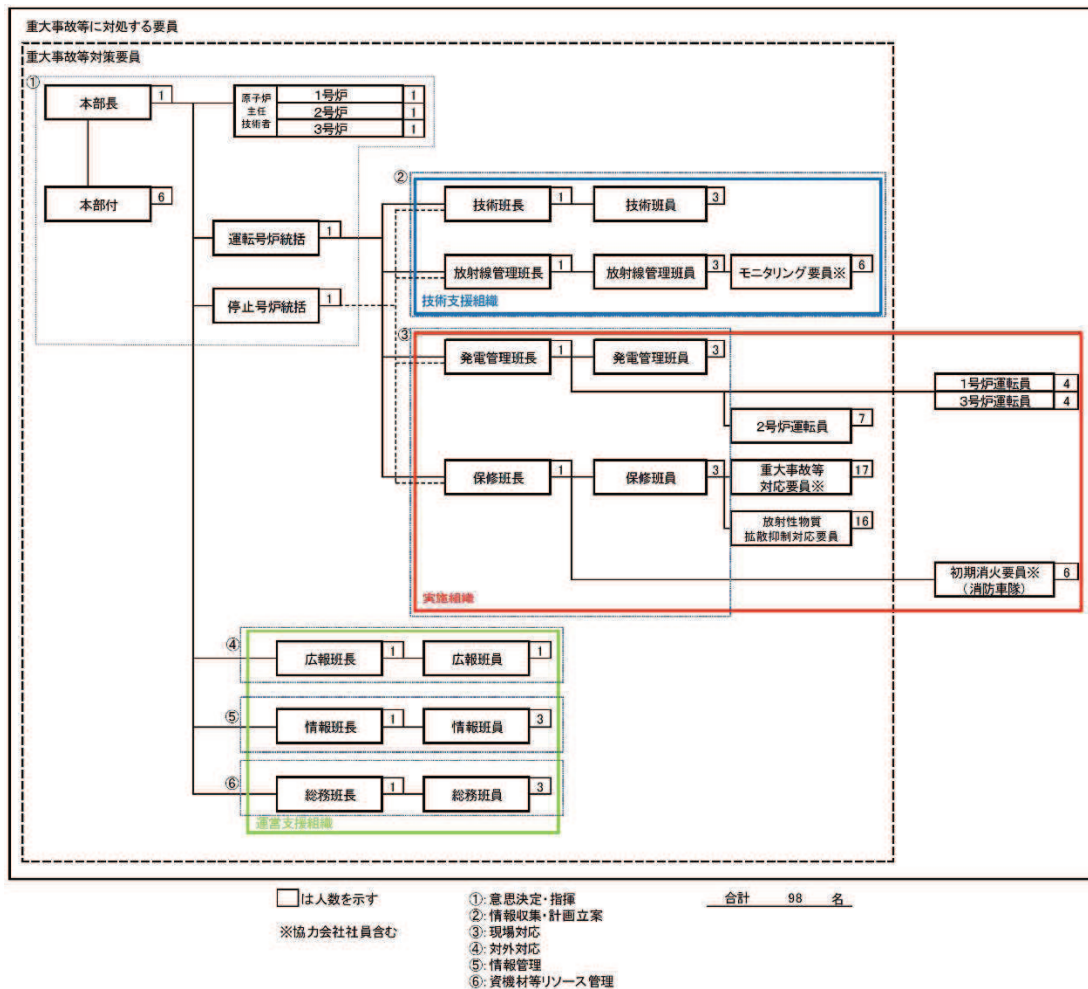 重大事故等に対処する要員
重大事故等対策要員
①
本部長
1
原子炉
主任
技術者
1号炉
1
2号炉
1
3号炉
1
本部付
6
運転号炉統括
1
停止号炉統括
1
②
技術班長
1
技術班員
3
放射線管理班長
1
放射線管理班員
3
モニタリング要員※
6
技術支援組織
③
発電管理班長
1
発電管理班員
3
1号炉運転員
4
3号炉運転員
4
2号炉運転員
7
保修班長
1
保修班員
3
重大事故等
対応要員※
17
放射性物質
拡散抑制対応要員
16
初期消火要員※
(消防車隊)
6
実施組織
④
広報班長
1
広報班員
1
⑤
情報班長
1
情報班員
3
⑥
総務班長
1
総務班員
3
運営支援組織
は人数を示す
※協力会社社員含む
①:意思決定・指揮
②:情報収集・計画立案
③:現場対応
④:対外対応
⑤:情報管理
⑥:資機材等リソース管理
合計 98 名